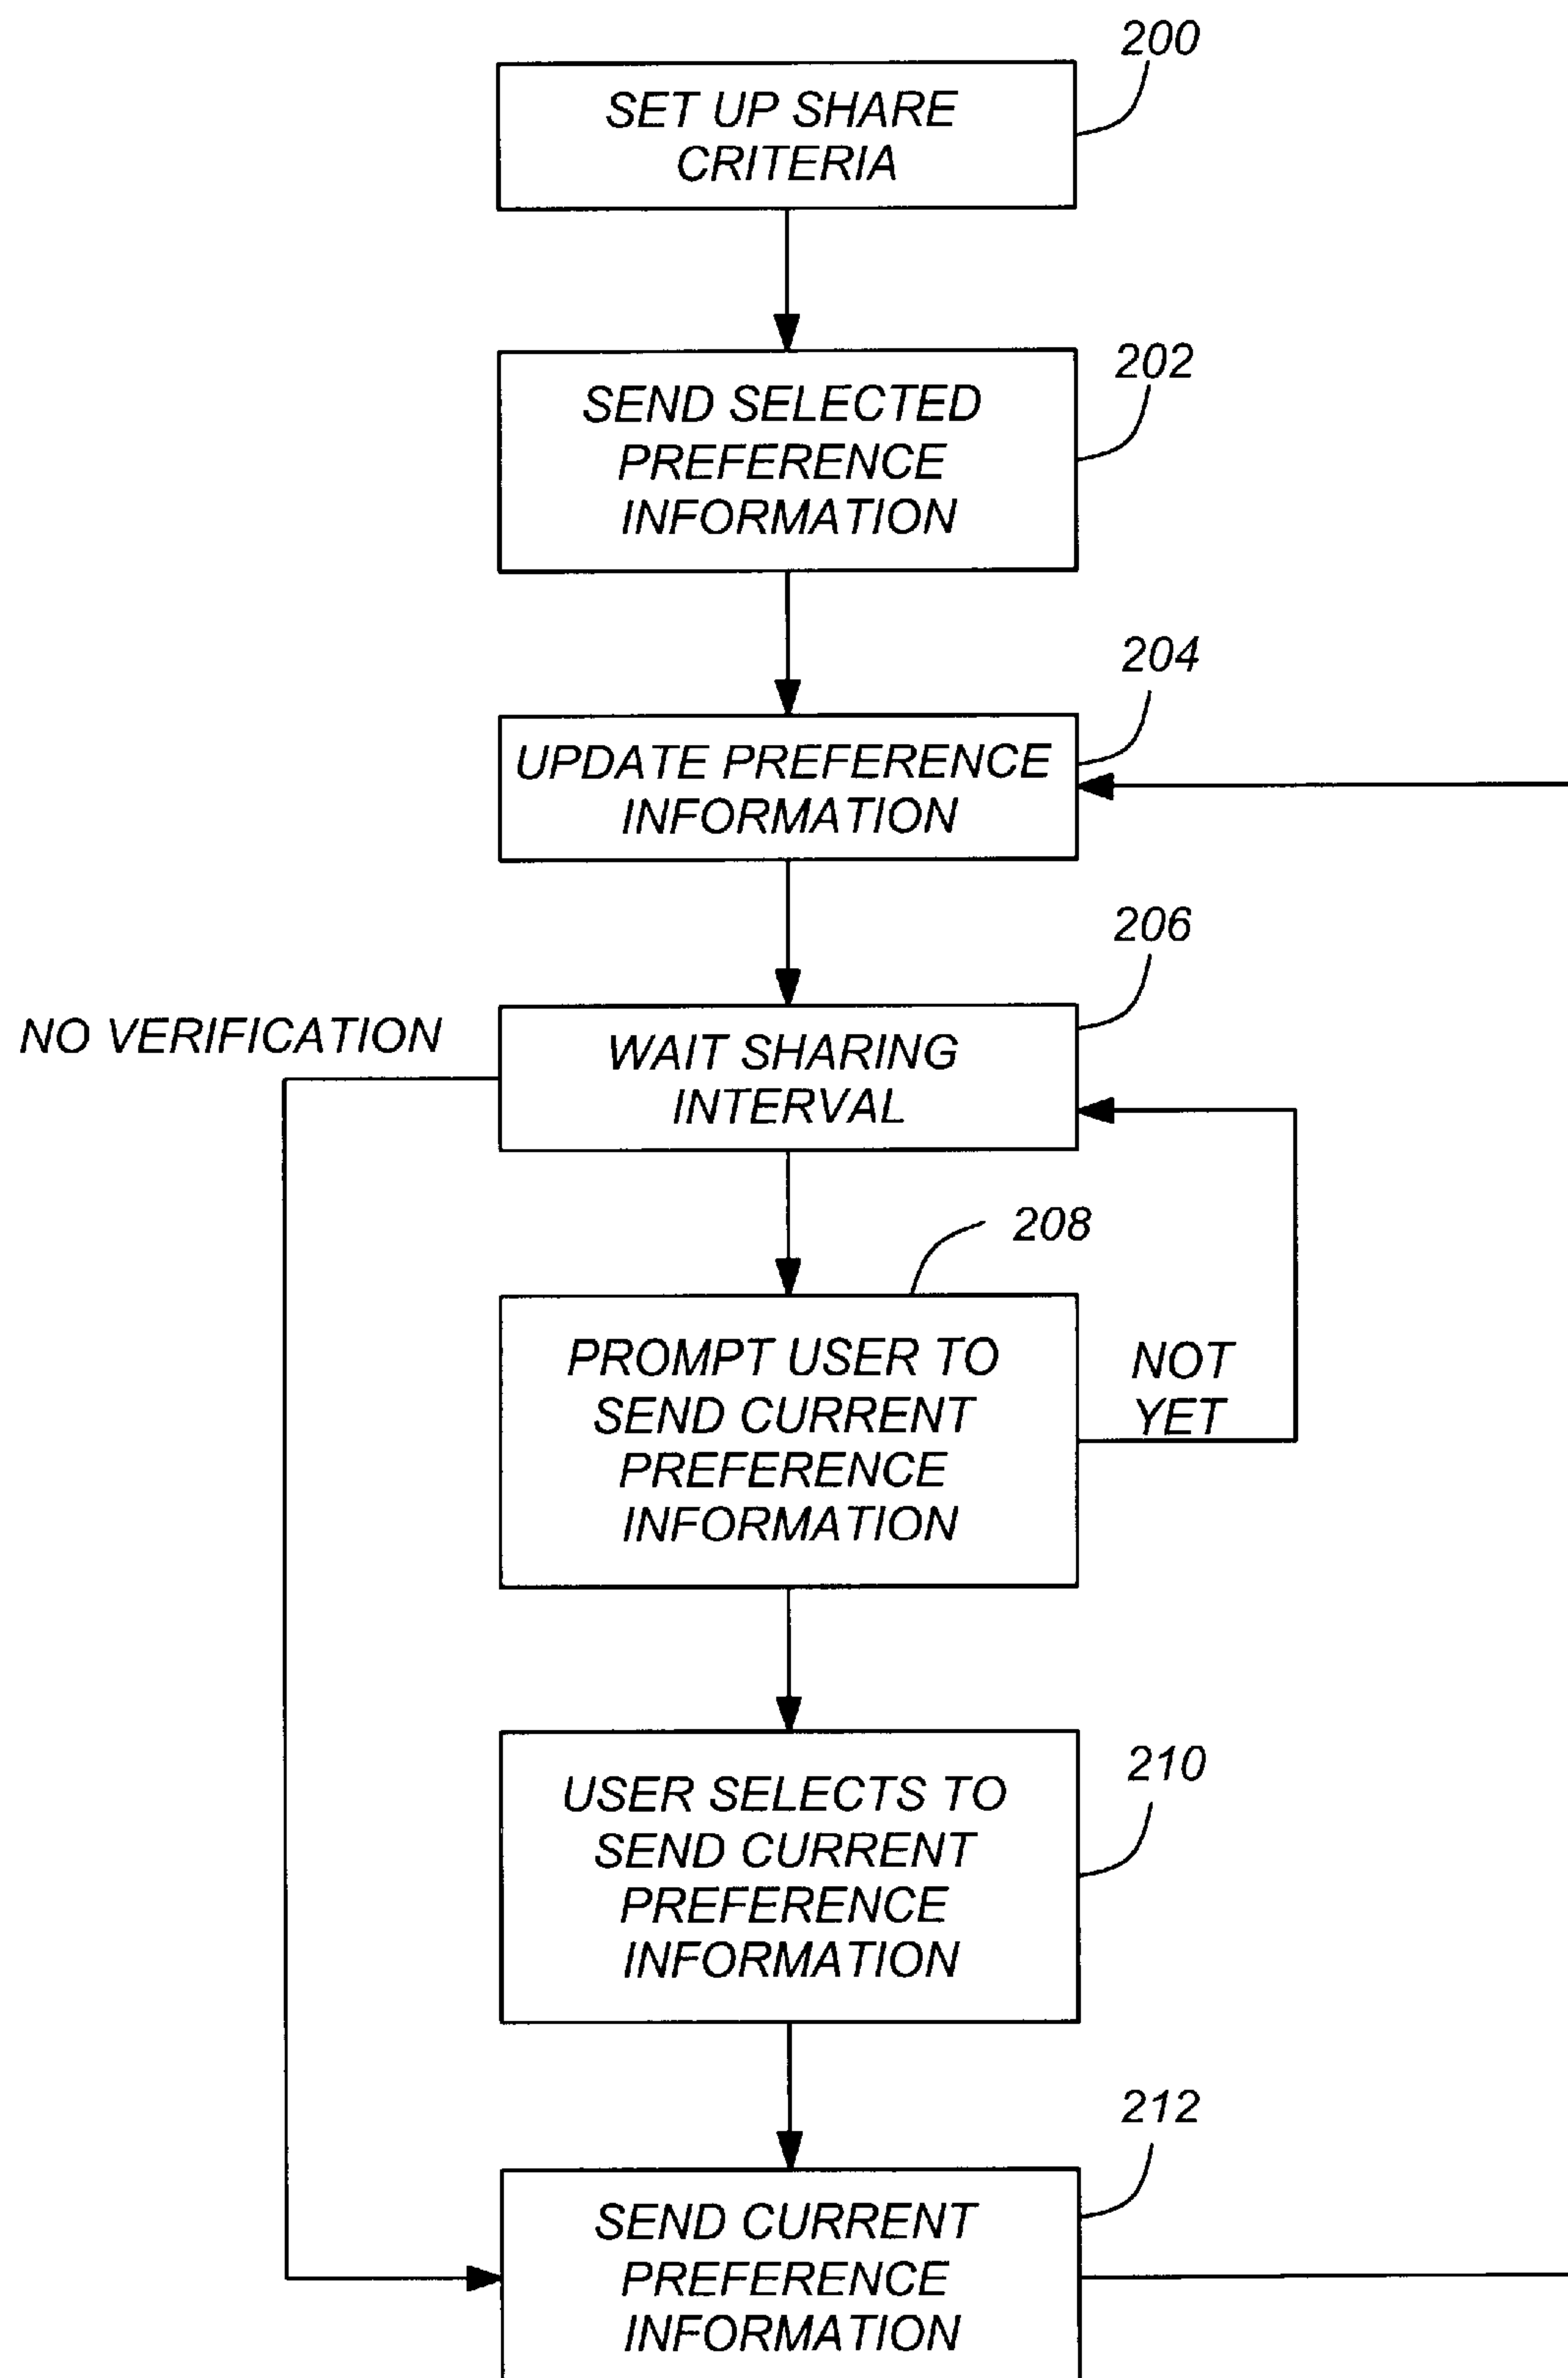 200
SET UP SHARE
CRITERIA
202
SEND SELECTED
PREFERENCE
INFORMATION
204
UPDATE PREFERENCE
INFORMATION
206
NO VERIFICATION
WAIT SHARING
INTERVAL
208
PROMPT USER TO
SEND CURRENT
PREFERENCE
INFORMATION
NOT
YET
210
USER SELECTS TO
SEND CURRENT
PREFERENCE
INFORMATION
212
SEND CURRENT
PREFERENCE
INFORMATION